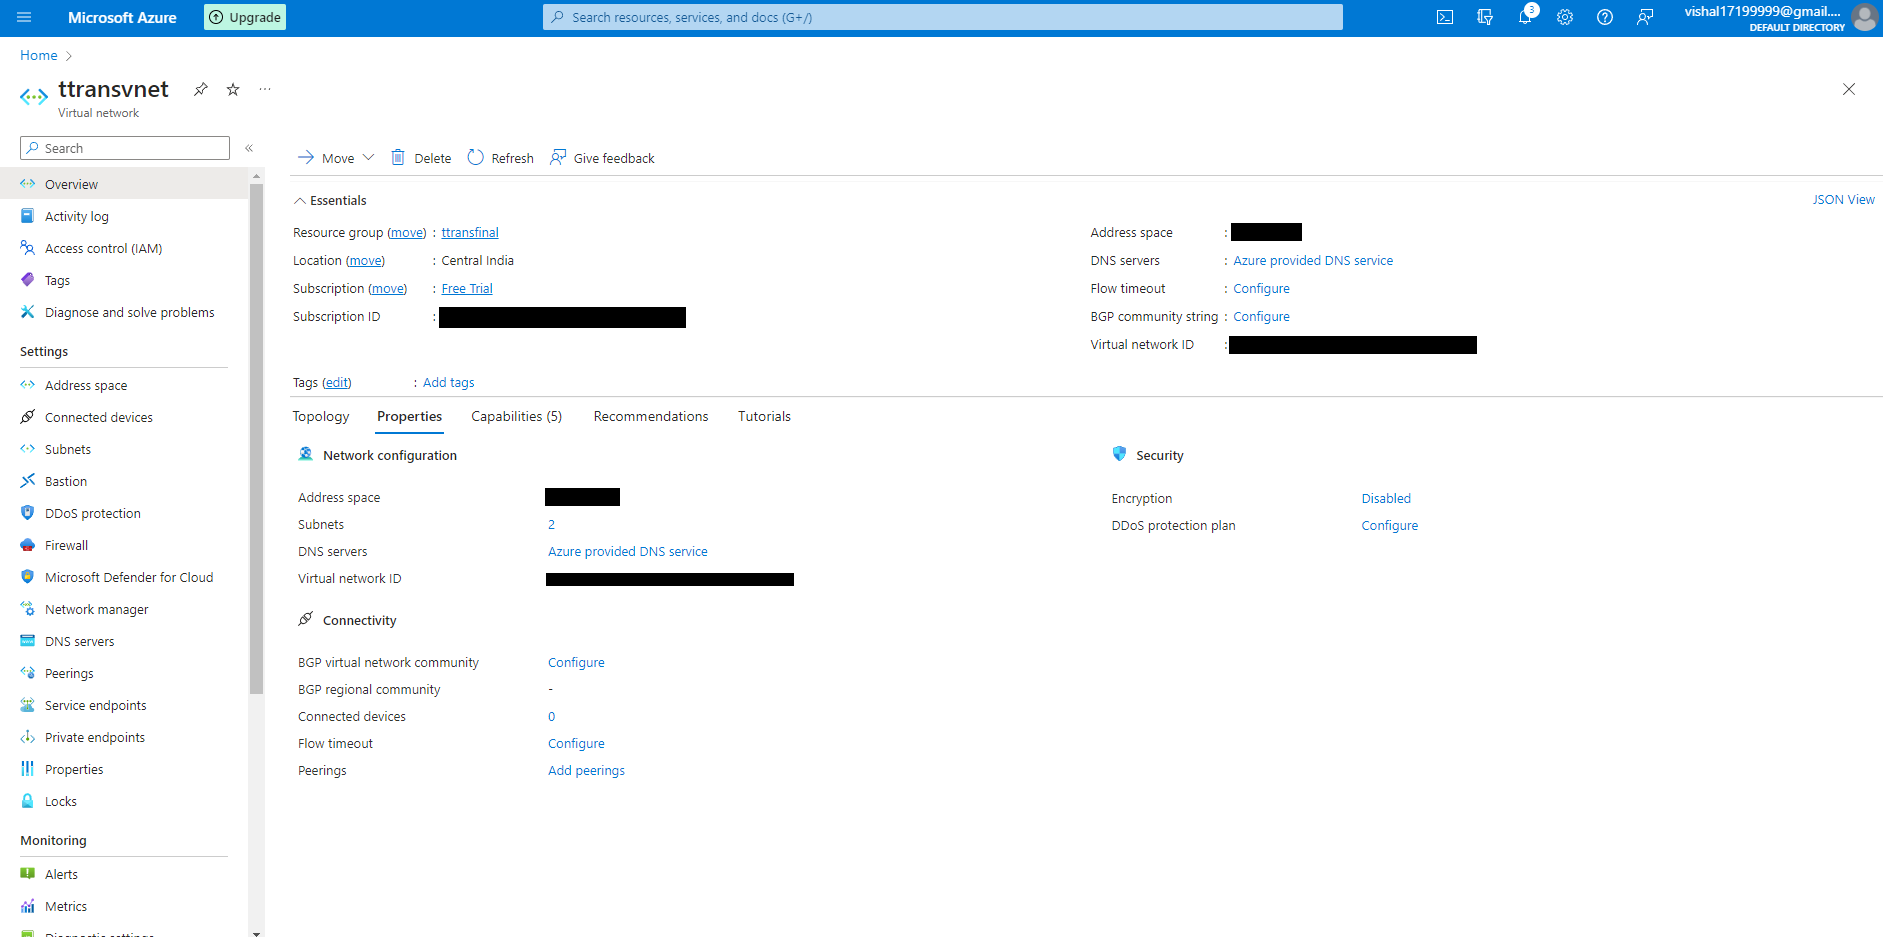 Microsoft Azure
Upgrade
Search resources, services, and docs (G+/)
3
vishal17199999@gmail....
DEFAULT DIRECTORY
Home >
ttransvnet
Virtual network
Search
«
Overview
Activity log
Access control (IAM)
Tags
Diagnose and solve problems
Settings
Address space
Connected devices
Subnets
Bastion
DDoS protection
Firewall
Microsoft Defender for Cloud
Network manager
DNS servers
Peerings
Service endpoints
Private endpoints
Properties
Locks
Monitoring
Alerts
Metrics
Diagnostic settings
Move
Delete
Refresh
Give feedback
Essentials
JSON View
Resource group (move) : ttransfinal
Location (move) : Central India
Subscription (move) : Free Trial
Subscription ID :
Address space :
DNS servers : Azure provided DNS service
Flow timeout : Configure
BGP community string : Configure
Virtual network ID :
Tags (edit) : Add tags
Topology
Properties
Capabilities (5)
Recommendations
Tutorials
Network configuration
Address space
Subnets 2
DNS servers Azure provided DNS service
Virtual network ID
Connectivity
BGP virtual network community Configure
BGP regional community -
Connected devices 0
Flow timeout Configure
Peerings Add peerings
Security
Encryption Disabled
DDoS protection plan Configure